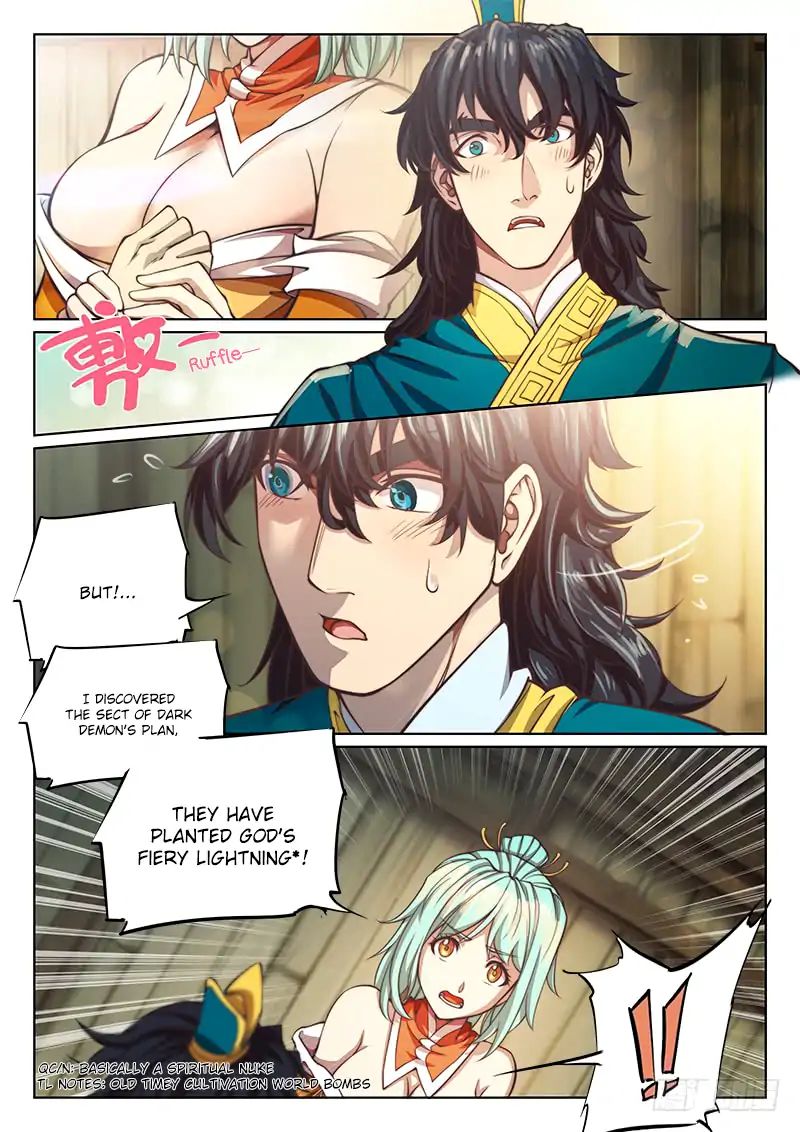 Ruffle—
BUT!...
I DISCOVERED
THE SECT OF DARK
DEMON'S PLAN,
THEY HAVE
PLANTED GOD'S
FIERY LIGHTNING*!
!!
QC/N: BASICALLY A SPIRITUAL NUKE
TL NOTES: OLD TIMEY CULTIVATION WORLD BOMBS